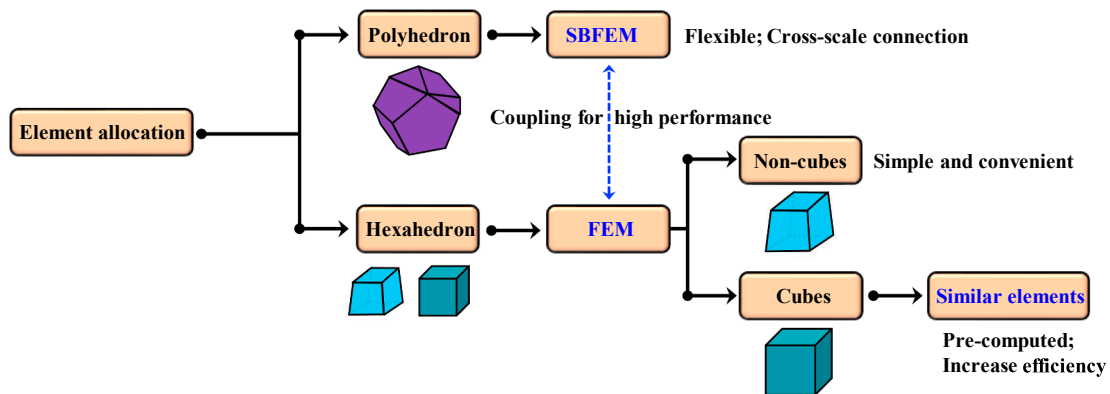 Polyhedron
SBFEM
Flexible; Cross-scale connection
Element allocation
Coupling for high performance
Non-cubes
Simple and convenient
Hexahedron
FEM
Cubes
Similar elements
Pre-computed;
Increase efficiency